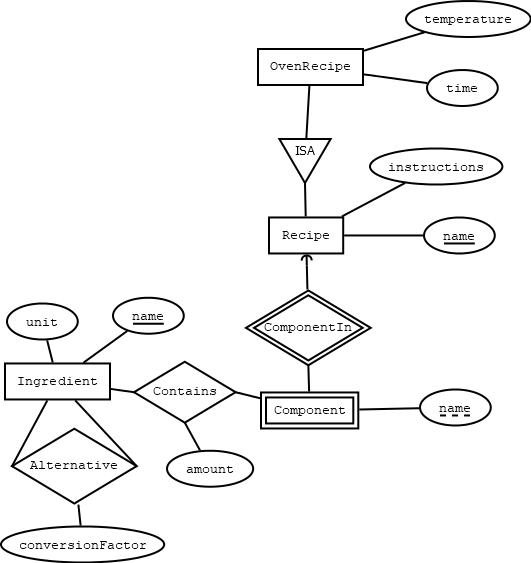 temperature
OvenRecipe
time
ISA
instructions
Recipe
name
unit
name
ComponentIn
Ingredient
Contains
Component
name
Alternative
amount
conversionFactor